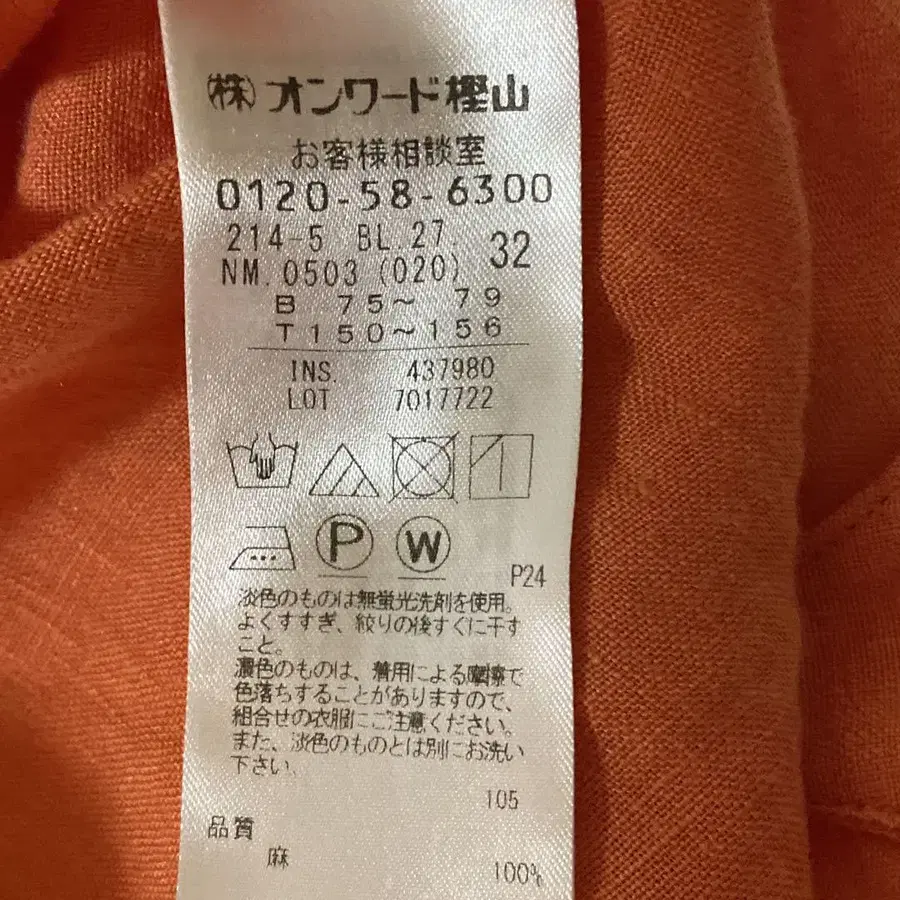 ㈱オンワード樫山
お客様相談室
0120-58-6300
214-5 BL.27. 32
NM.0503 (020)
B 75～ 79
T150～156
INS. 437980
LOT 7017722
P W
P24
淡色のものは無蛍光洗剤を使用。
よくすすぎ、絞りの後すぐに干す
こと。
濃色のものは、着用による摩擦で
色落ちすることがありますので、
組合せの衣服にご注意ください。
また、淡色のものとは別にお洗い
下さい。
105
品質
麻 100%